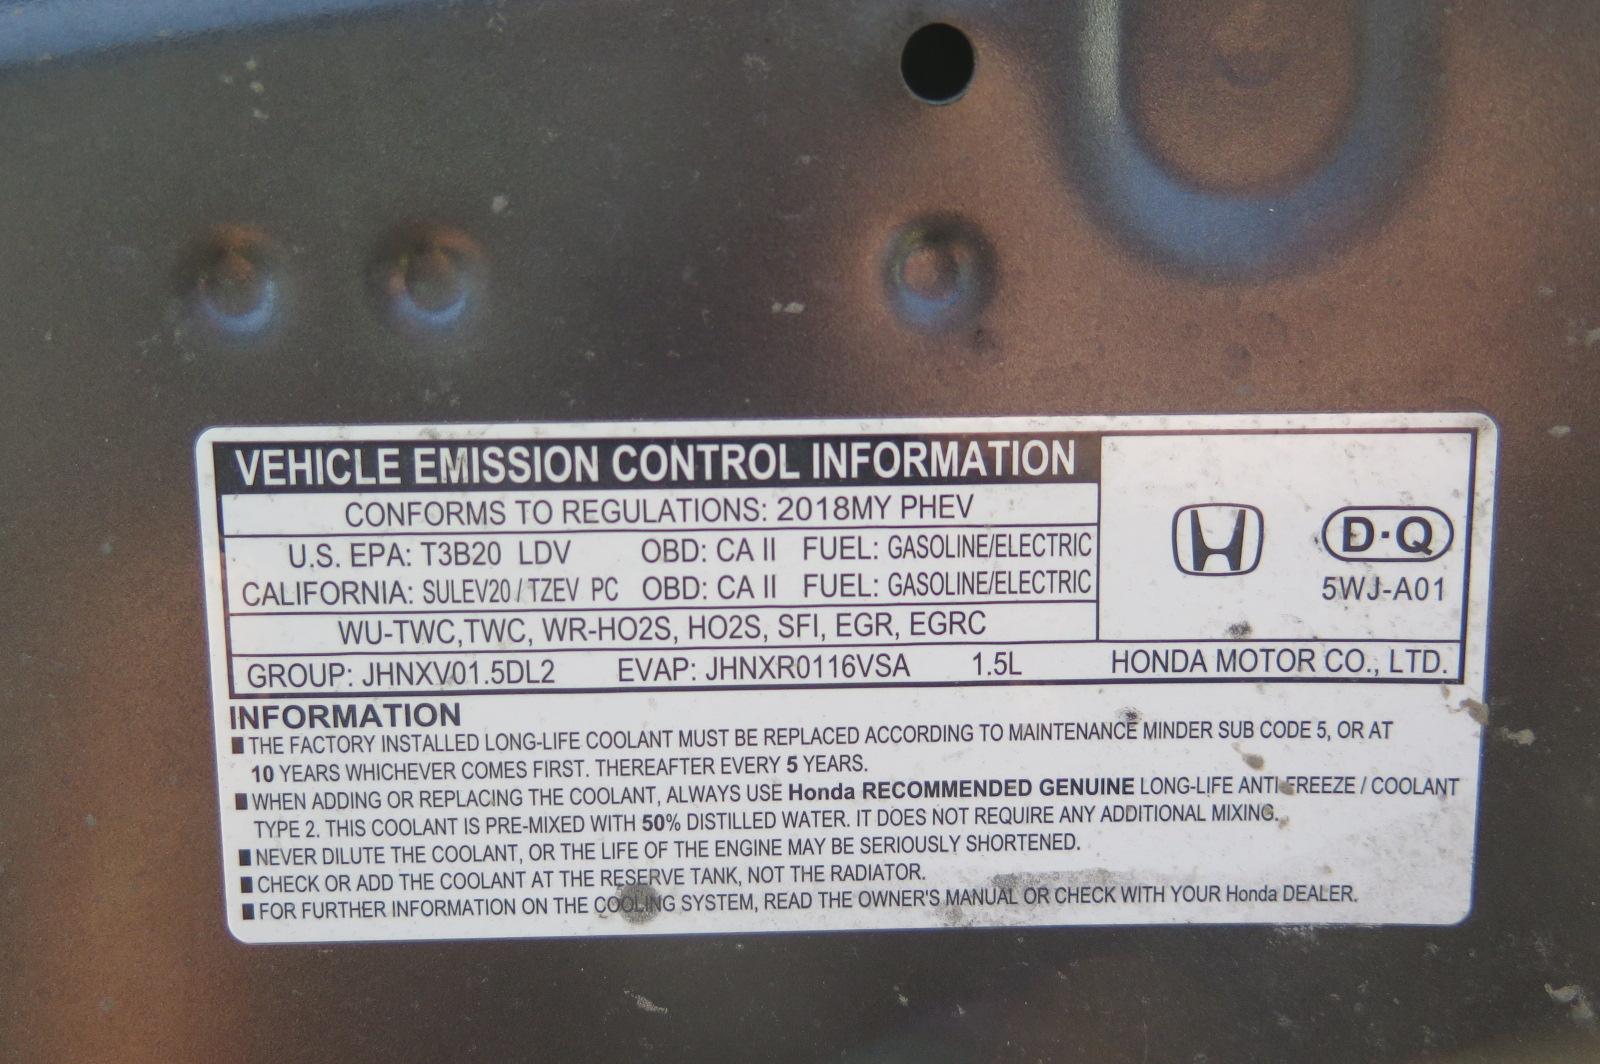 VEHICLE EMISSION CONTROL INFORMATION
CONFORMS TO REGULATIONS: 2018MY PHEV
U.S. EPA: T3B20 LDV OBD: CA II FUEL: GASOLINE/ELECTRIC
CALIFORNIA: SULEV20 / TZEV PC OBD: CA II FUEL: GASOLINE/ELECTRIC
WU-TWC,TWC, WR-HO2S, HO2S, SFI, EGR, EGRC
D·Q
5WJ-A01
GROUP: JHNXV01.5DL2 EVAP: JHNXR0116VSA 1.5L HONDA MOTOR CO., LTD.
INFORMATION
■ THE FACTORY INSTALLED LONG-LIFE COOLANT MUST BE REPLACED ACCORDING TO MAINTENANCE MINDER SUB CODE 5, OR AT
10 YEARS WHICHEVER COMES FIRST. THEREAFTER EVERY 5 YEARS.
■ WHEN ADDING OR REPLACING THE COOLANT, ALWAYS USE Honda RECOMMENDED GENUINE LONG-LIFE ANTI FREEZE / COOLANT
TYPE 2. THIS COOLANT IS PRE-MIXED WITH 50% DISTILLED WATER. IT DOES NOT REQUIRE ANY ADDITIONAL MIXING.
■ NEVER DILUTE THE COOLANT, OR THE LIFE OF THE ENGINE MAY BE SERIOUSLY SHORTENED.
■ CHECK OR ADD THE COOLANT AT THE RESERVE TANK, NOT THE RADIATOR.
■ FOR FURTHER INFORMATION ON THE COOLING SYSTEM, READ THE OWNER'S MANUAL OR CHECK WITH YOUR Honda DEALER.